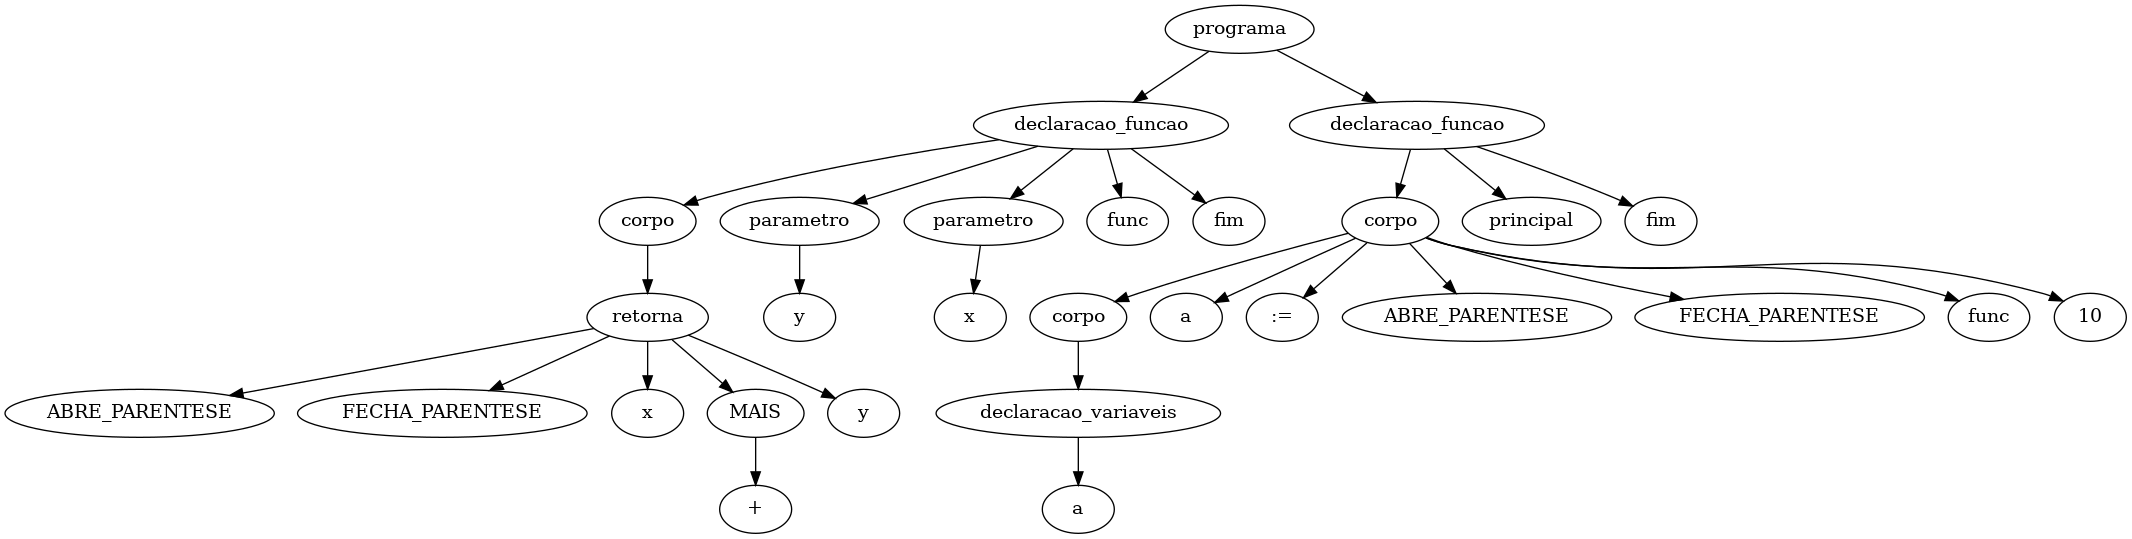 programa
declaracao_funcao
declaracao_funcao
corpo
parametro
parametro
func
fim
corpo
principal
fim
retorna
y
x
corpo
a
:=
ABRE_PARENTESE
FECHA_PARENTESE
func
10
ABRE_PARENTESE
FECHA_PARENTESE
x
MAIS
y
declaracao_variaveis
+
a